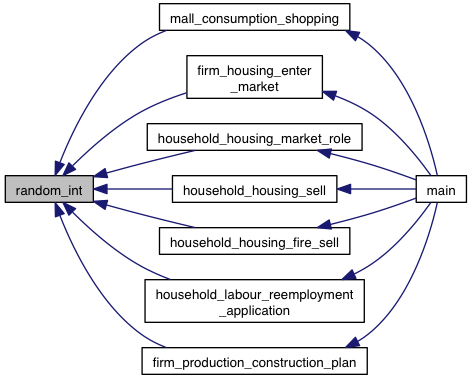 mall_consumption_shopping
firm_housing_enter
_market
household_housing_market_role
random_int
household_housing_sell
main
household_housing_fire_sell
household_labour_reemployment
_application
firm_production_construction_plan